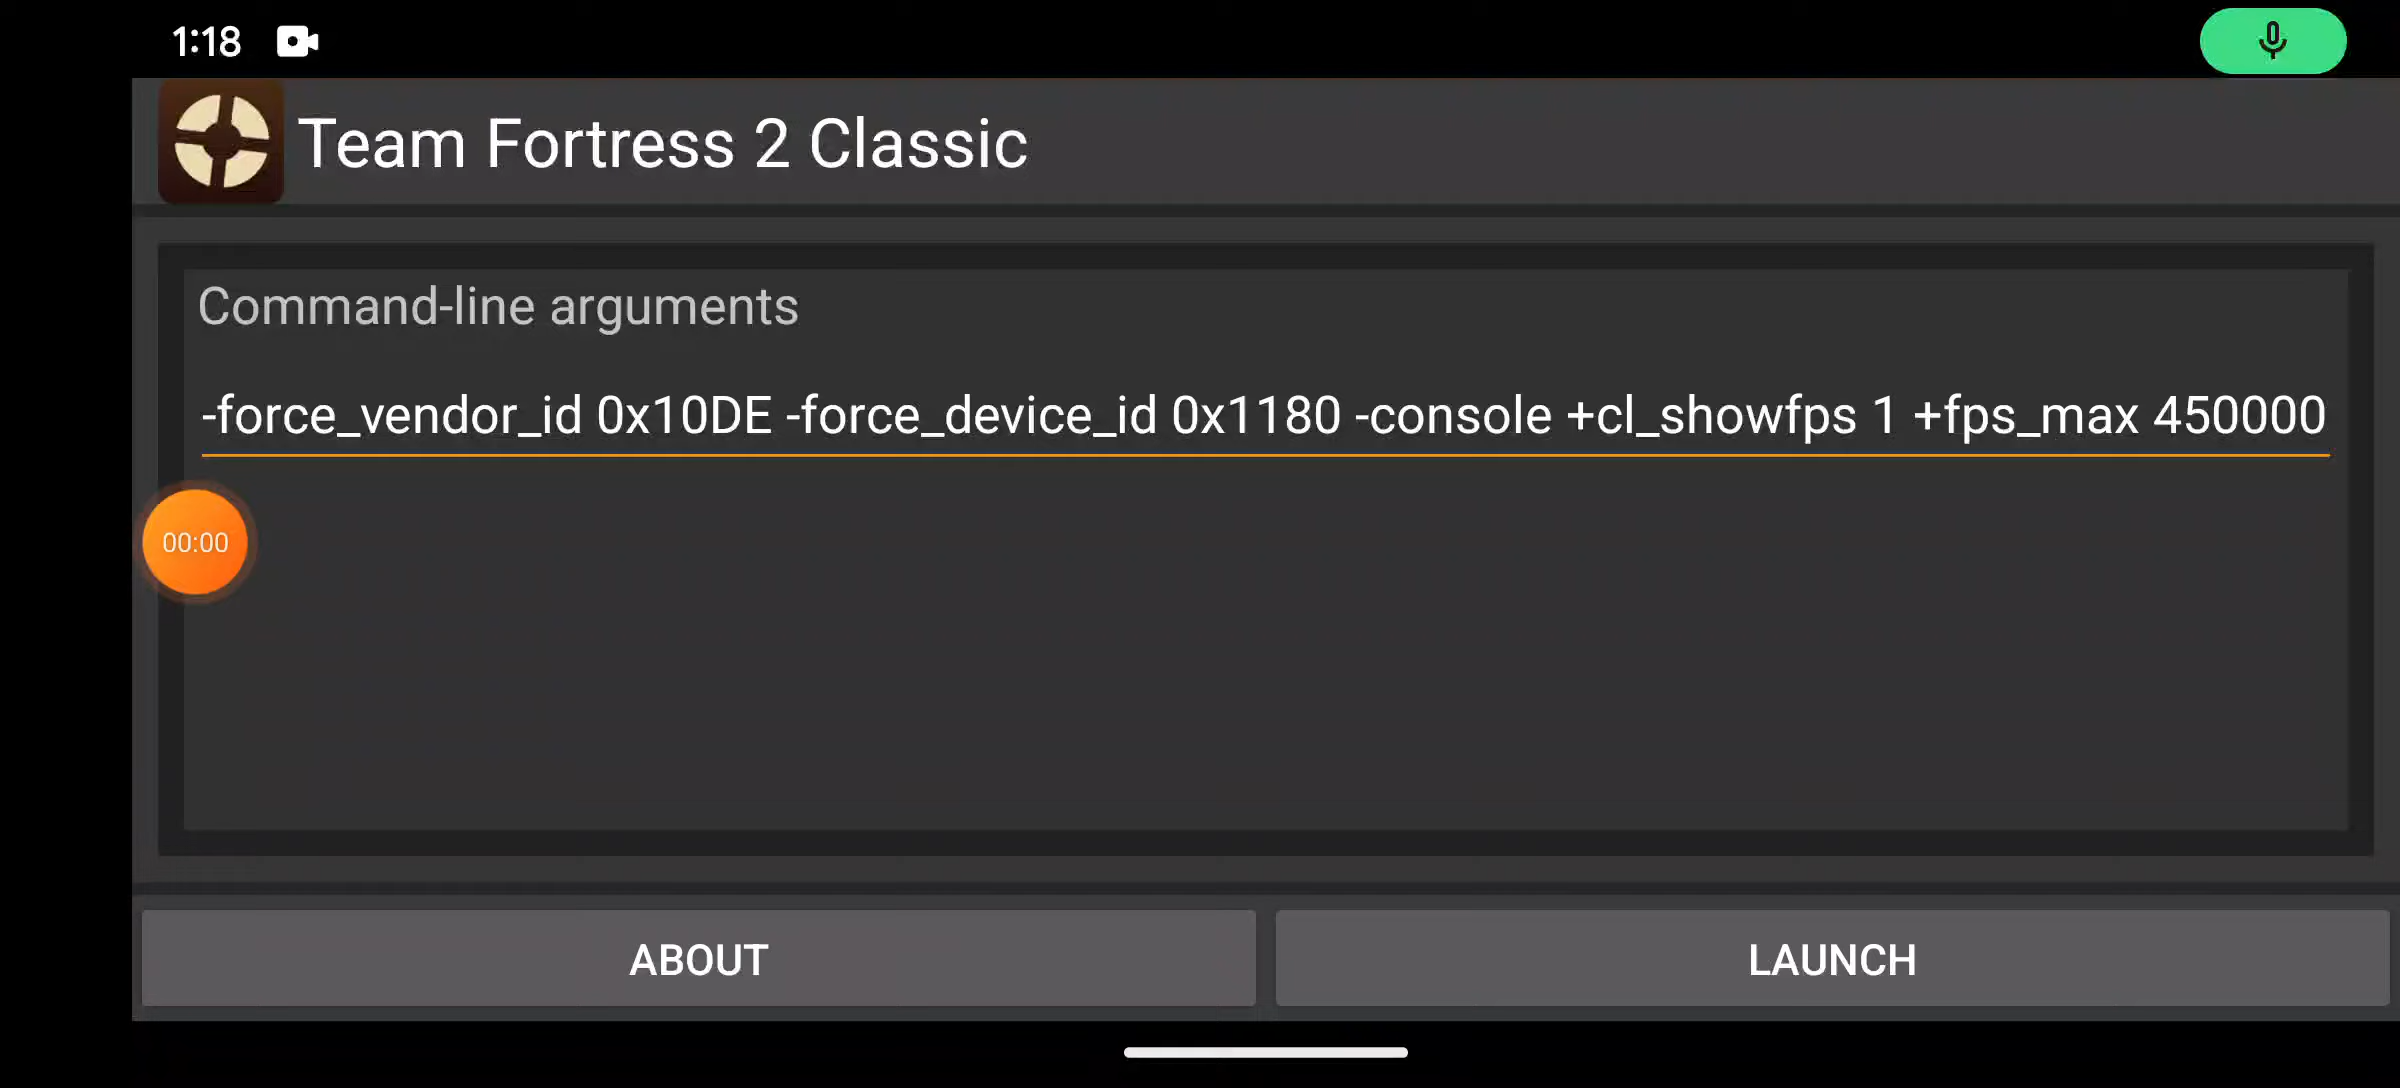 1:18
Team Fortress 2 Classic
Command-line arguments
-force_vendor_id 0x10DE -force_device_id 0x1180 -console +cl_showfps 1 +fps_max 450000
00:00
ABOUT
LAUNCH